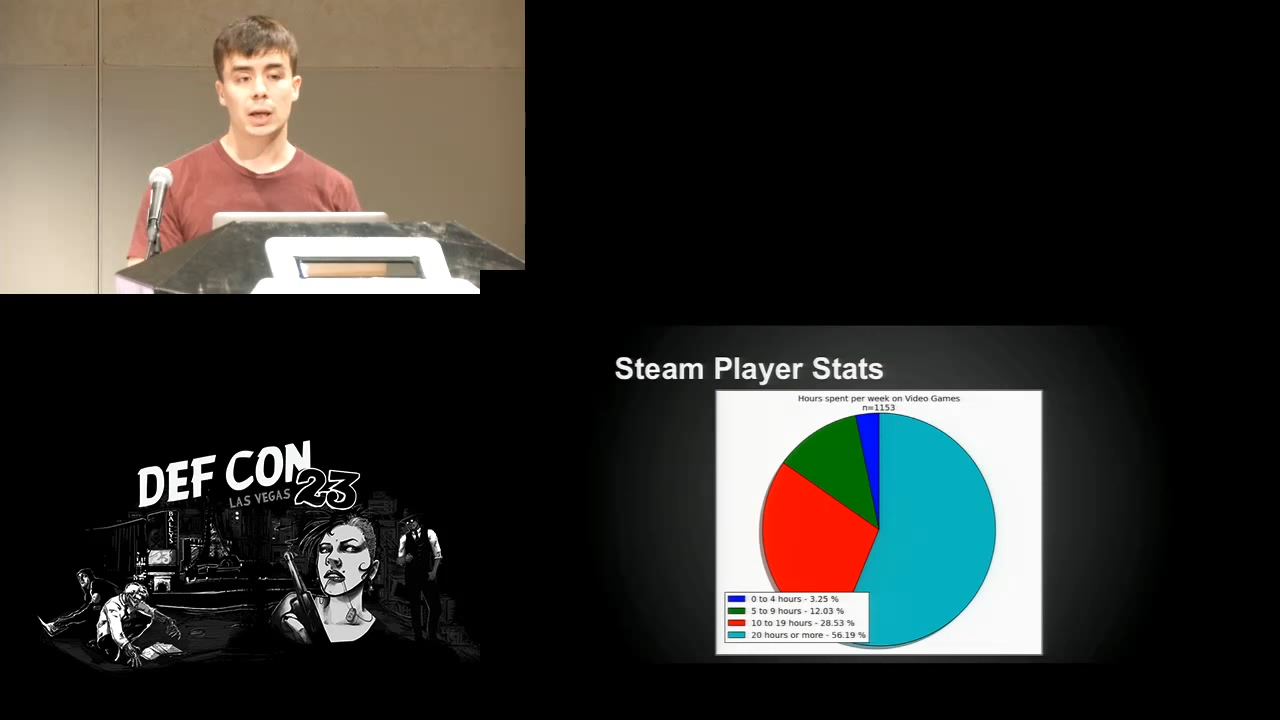 Steam Player Stats
Hours spent per week on Video Games
n=1153
0 to 4 hours - 3.25 %
5 to 9 hours - 12.03 %
10 to 19 hours - 28.53 %
20 hours or more - 56.19 %
DEF CON
LAS VEGAS 23
BALLYS